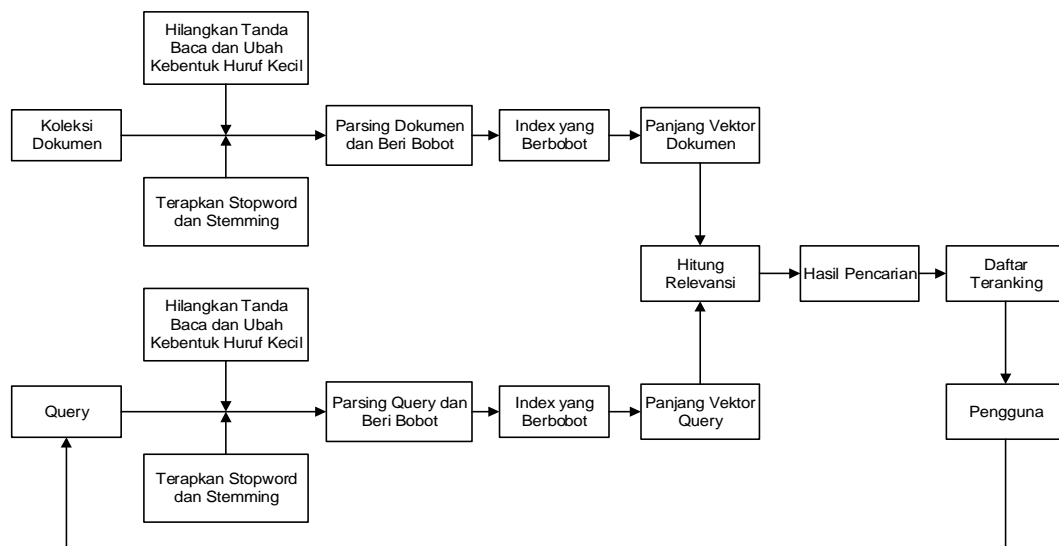 Hilangkan Tanda
Baca dan Ubah
Kebentuk Huruf Kecil
Koleksi
Dokumen
Parsing Dokumen
dan Beri Bobot
Index yang
Berbobot
Panjang Vektor
Dokumen
Terapkan Stopword
dan Stemming
Hitung
Relevansi
Hasil Pencarian
Daftar
Teranking
Hilangkan Tanda
Baca dan Ubah
Kebentuk Huruf Kecil
Query
Parsing Query dan
Beri Bobot
Index yang
Berbobot
Panjang Vektor
Query
Pengguna
Terapkan Stopword
dan Stemming